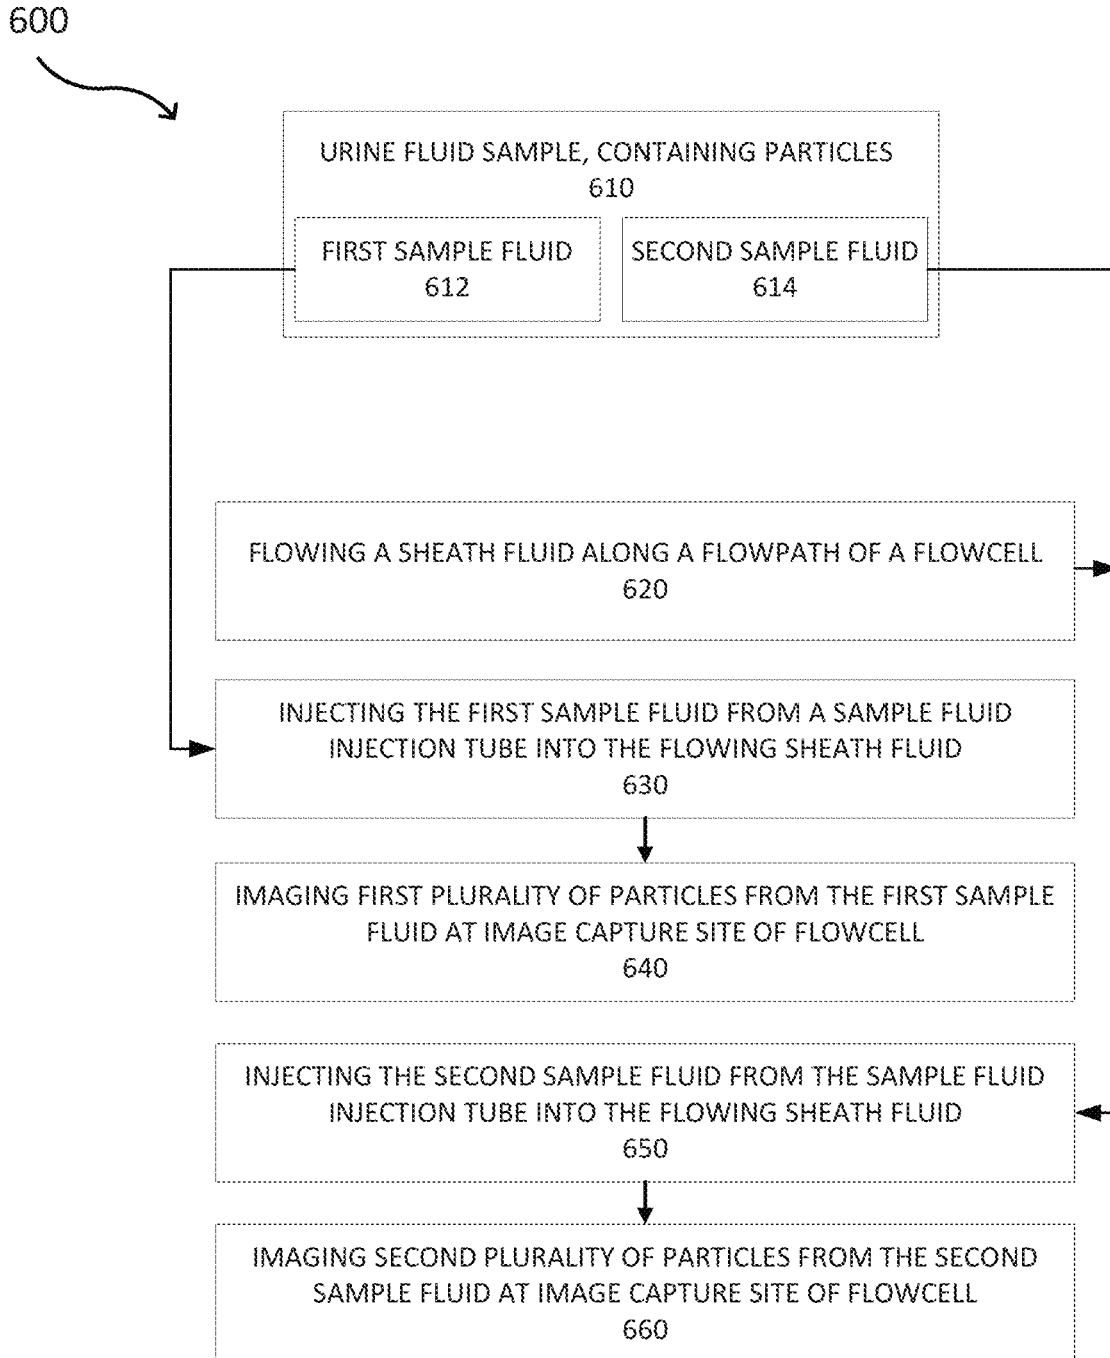 600
URINE FLUID SAMPLE, CONTAINING PARTICLES
610
FIRST SAMPLE FLUID
612
SECOND SAMPLE FLUID
614
FLOWING A SHEATH FLUID ALONG A FLOWPATH OF A FLOWCELL
620
INJECTING THE FIRST SAMPLE FLUID FROM A SAMPLE FLUID
INJECTION TUBE INTO THE FLOWING SHEATH FLUID
630
IMAGING FIRST PLURALITY OF PARTICLES FROM THE FIRST SAMPLE
FLUID AT IMAGE CAPTURE SITE OF FLOWCELL
640
INJECTING THE SECOND SAMPLE FLUID FROM THE SAMPLE FLUID
INJECTION TUBE INTO THE FLOWING SHEATH FLUID
650
IMAGING SECOND PLURALITY OF PARTICLES FROM THE SECOND
SAMPLE FLUID AT IMAGE CAPTURE SITE OF FLOWCELL
660